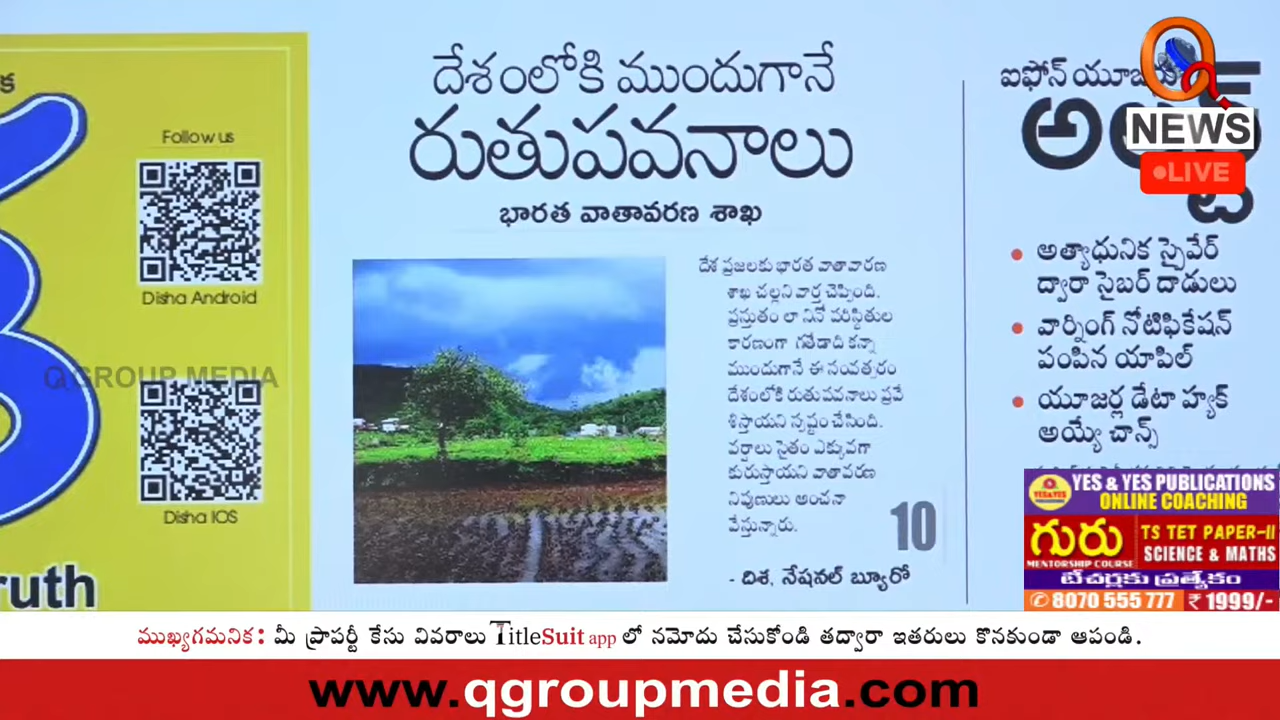 క
Follow us
Disha Android
Disha IOS
ruth
Q GROUP MEDIA
దేశంలోకి ముందుగానే
రుతుపవనాలు
భారత వాతావరణ శాఖ
దేశ ప్రజలకు భారత వాతావారణ
శాఖ చల్లని వార్త చెప్పింది.
ప్రస్తుతం లా నినో పరిస్థితుల
కారణంగా గతేడాది కన్నా
ముందుగానే ఈ సంవత్సరం
దేశంలోకి రుతుపవనాలు ప్రవే
శిస్తాయని స్పష్టం చేసింది.
వర్షాలు సైతం ఎక్కువగా
కురుస్తాయని వాతావరణ
నిపుణులు అంచనా
వేస్తున్నారు.
10
- దిశ, నేషనల్ బ్యూరో
ఐఫోన్
Q
NEWS
LIVE
• అత్యాధునిక స్పైవేర్
ద్వారా సైబర్ దాడులు
• వార్నింగ్ నోటిఫికేషన్
పంపిన యాపిల్
• యూజర్ల డేటా హ్యక్
అయ్యే చాన్స్
YES & YES PUBLICATIONS
ONLINE COACHING
గురు
MENTORSHIP COURSE
TS TET PAPER-II
SCIENCE & MATHS
టీచర్లకు ప్రత్యేకం
8070 555 777 ₹ 1999/-
ముఖ్యగమనిక: మీ ప్రాపర్టీ కేసు వివరాలు TitleSuit app లో నమోదు చేసుకోండి తద్వారా ఇతరులు కొనకుండా ఆపండి.
www.qgroupmedia.com